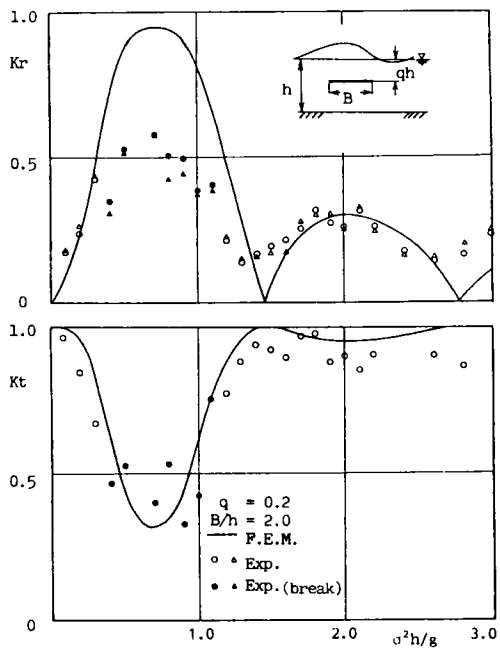 1.0
Kr
0.5
0
h
B
qh
1.0
Kt
0.5
0
q = 0.2
B/h = 2.0
F.E.M.
Exp.
Exp.(break)
1.0
2.0
3.0
σ²h/g